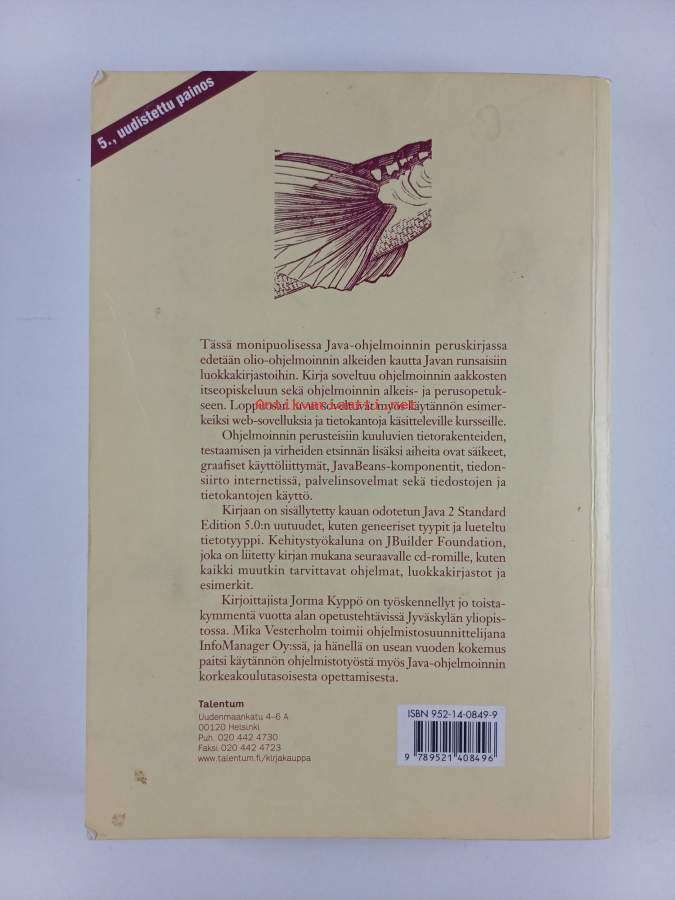 5., uudistettu painos
Tässä monipuolisessa Java-ohjelmoinnin peruskirjassa
edetään olio-ohjelmoinnin alkeiden kautta Javan runsaisiin
luokkakirjastoihin. Kirja soveltuu ohjelmoinnin aakkosten
itseopiskeluun sekä ohjelmoinnin alkeis- ja perusopetuk-
Antikvariaatti.net
seen. Loppuosan luvut soveltuvat myös käytännön esimer-
keiksi web-sovelluksia ja tietokantoja käsitteleville kursseille.
Ohjelmoinnin perusteisiin kuuluvien tietorakenteiden,
testaamisen ja virheiden etsinnän lisäksi aiheita ovat säikeet,
graafiset käyttöliittymät, JavaBeans-komponentit, tiedon-
siirto internetissä, palvelinsovelmat sekä tiedostojen ja
tietokantojen käyttö.
Kirjaan on sisällytetty kauan odotetun Java 2 Standard
Edition 5.0:n uutuudet, kuten geneeriset tyypit ja lueteltu
tietotyyppi. Kehitystyökaluna on JBuilder Foundation,
joka on liitetty kirjan mukana seuraavalle cd-romille, kuten
kaikki muutkin tarvittavat ohjelmat, luokkakirjastot ja
esimerkit.
Kirjoittajista Jorma Kyppö on työskennellyt jo toista-
kymmentä vuotta alan opetustehtävissä Jyväskylän yliopis-
tossa. Mika Vesterholm toimii ohjelmistosuunnittelijana
InfoManager Oy:ssä, ja hänellä on usean vuoden kokemus
paitsi käytännön ohjelmistotyöstä myös Java-ohjelmoinnin
korkeakoulutasoisesta opettamisesta.
Talentum
Uudenmaankatu 4–6 A
00120 Helsinki
Puh. 020 442 4730
Faksi 020 442 4723
www.talentum.fi/kirjakauppa
ISBN 952-14-0849-9
9 789521 408496